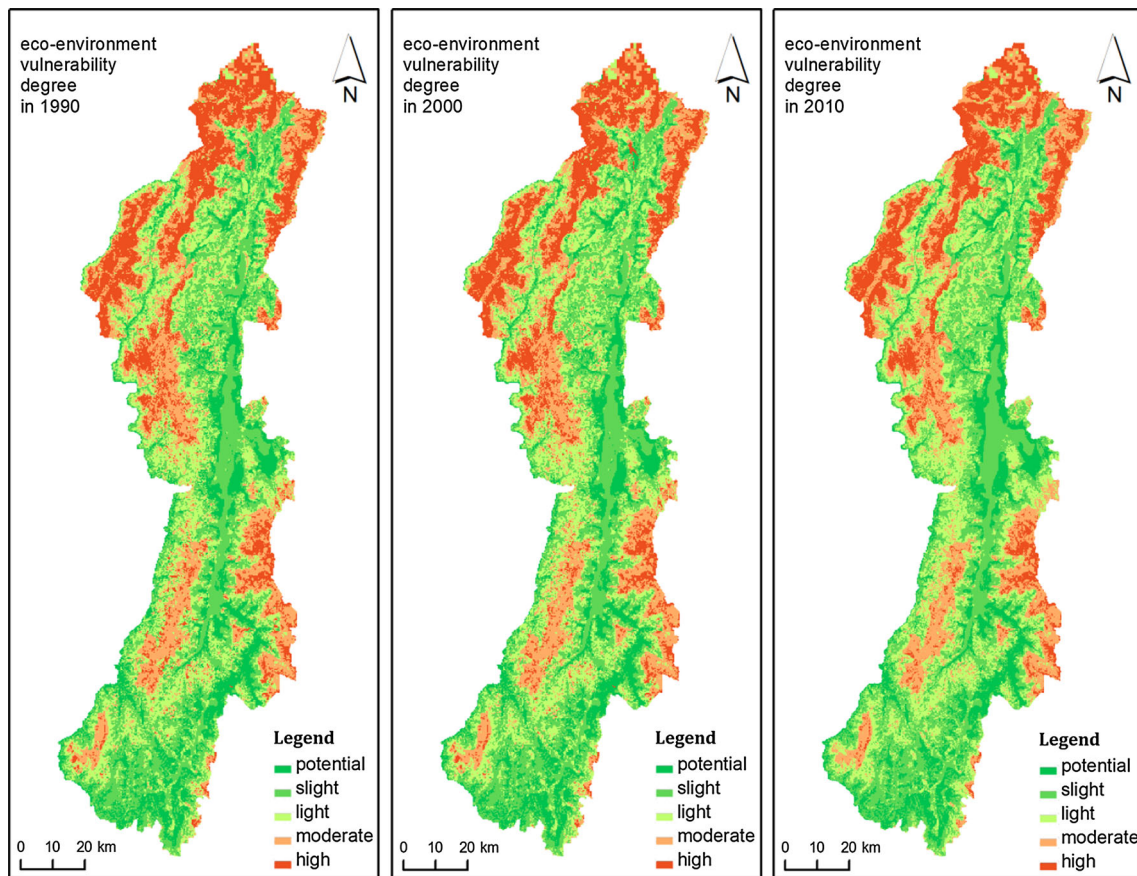 eco-environment
vulnerability
degree
in 1990
N
Legend
potential
slight
light
moderate
high
0 10 20 km
eco-environment
vulnerability
degree
in 2000
N
Legend
potential
slight
light
moderate
high
0 10 20 km
eco-environment
vulnerability
degree
in 2010
N
Legend
potential
slight
light
moderate
high
0 10 20 km